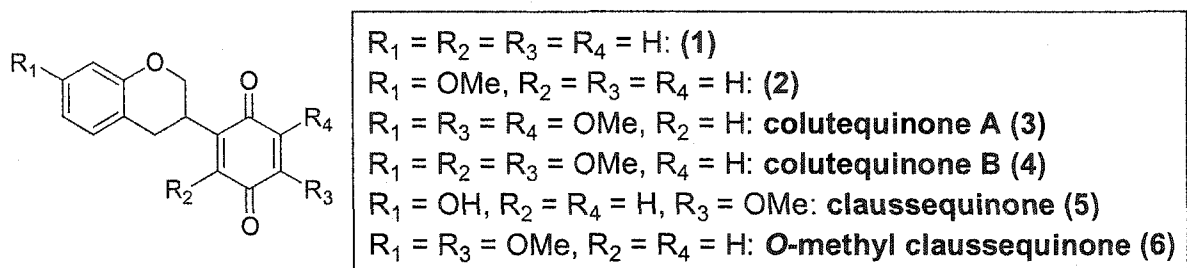 R₁
O
O
R₄
R₂
R₃
O
R₁ = R₂ = R₃ = R₄ = H: (1)
R₁ = OMe, R₂ = R₃ = R₄ = H: (2)
R₁ = R₃ = R₄ = OMe, R₂ = H: colutequinone A (3)
R₁ = R₂ = R₃ = OMe, R₄ = H: colutequinone B (4)
R₁ = OH, R₂ = R₄ = H, R₃ = OMe: claussequinone (5)
R₁ = R₃ = OMe, R₂ = R₄ = H: O-methyl claussequinone (6)